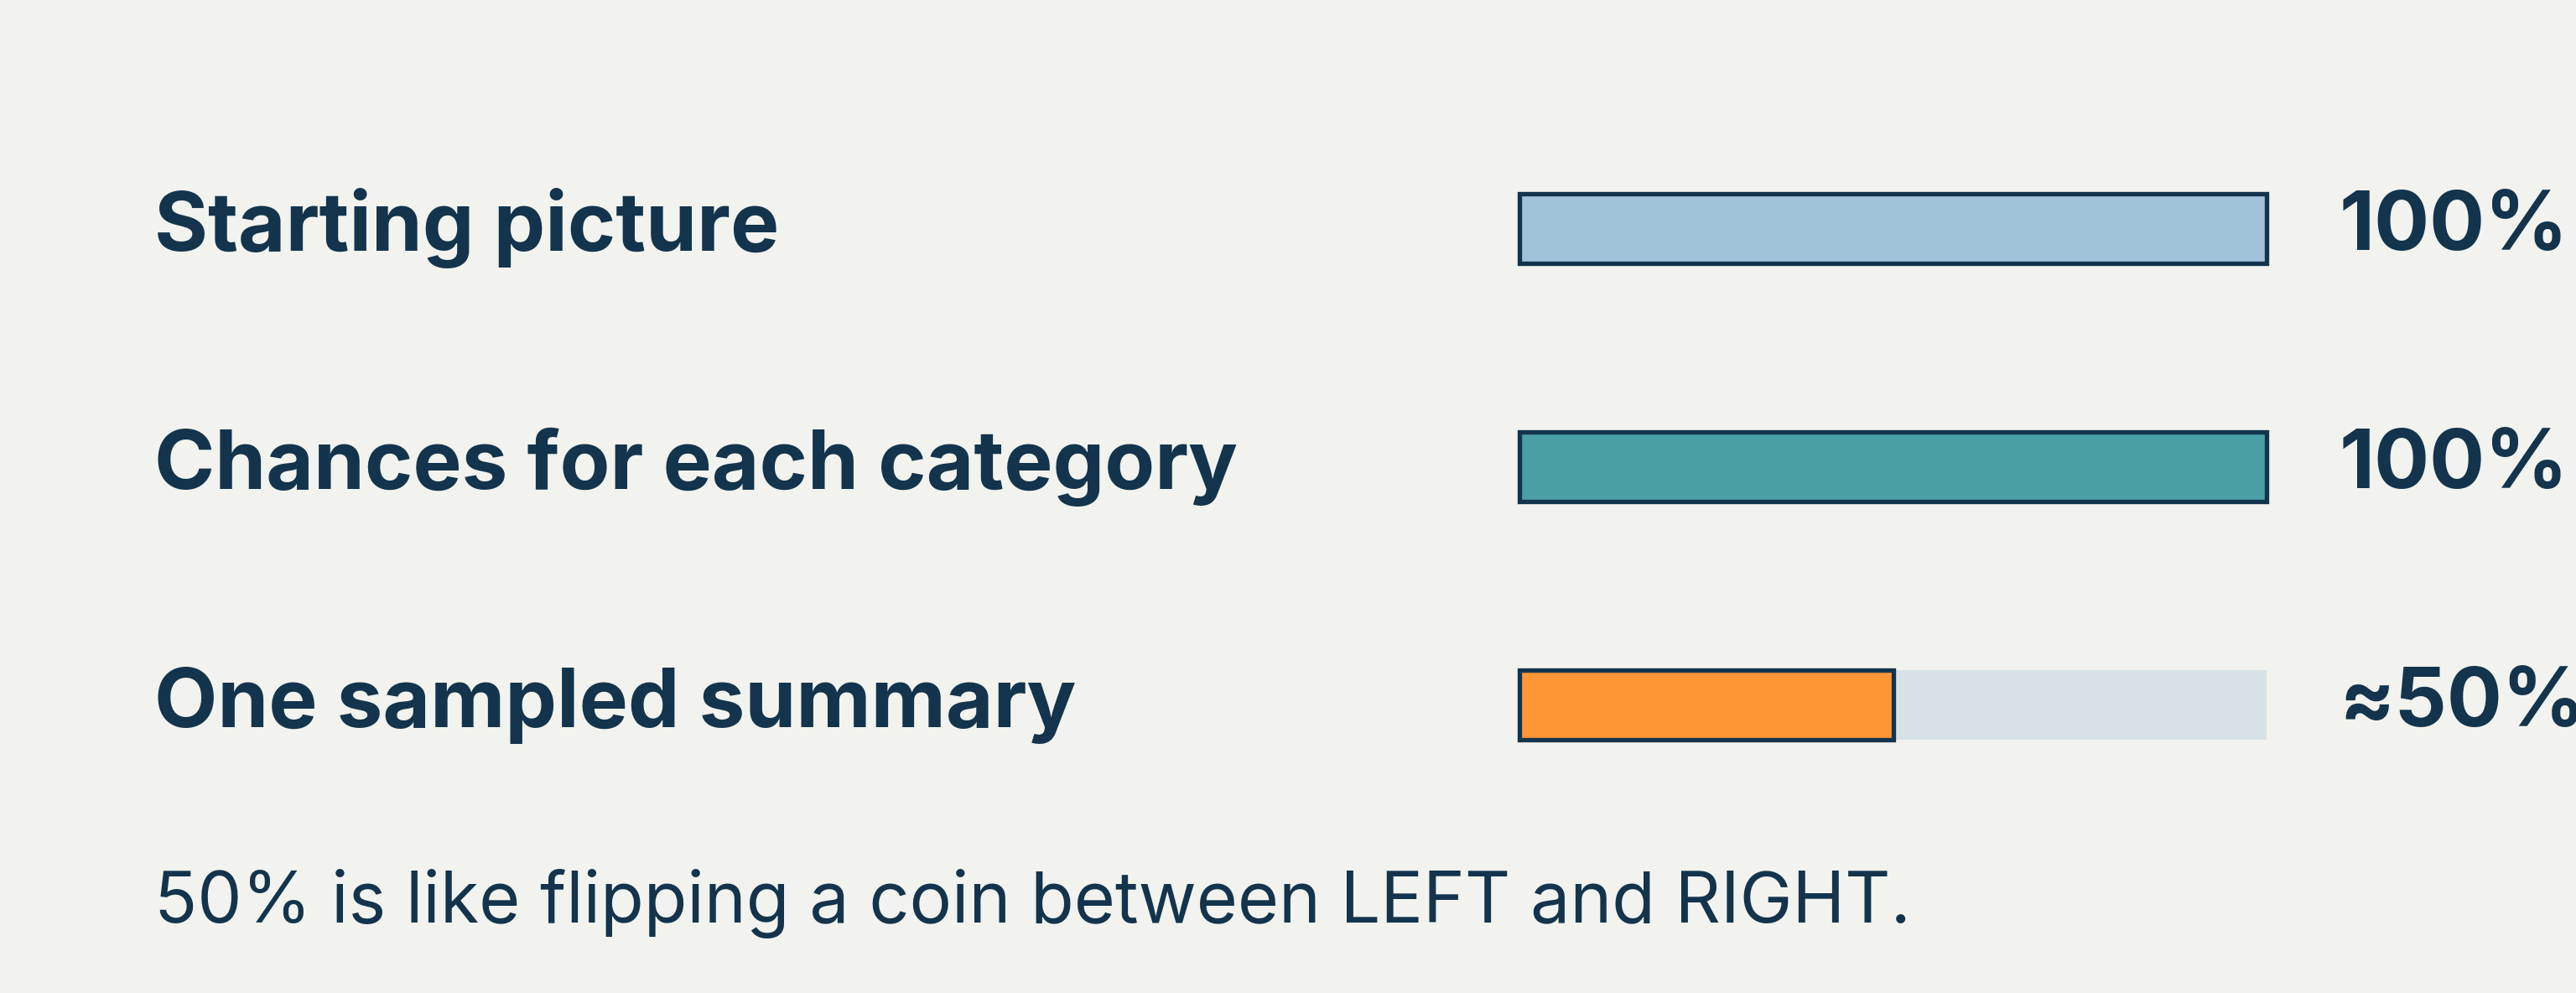 Starting picture 100%
Chances for each category 100%
One sampled summary ≈50%
50% is like flipping a coin between LEFT and RIGHT.